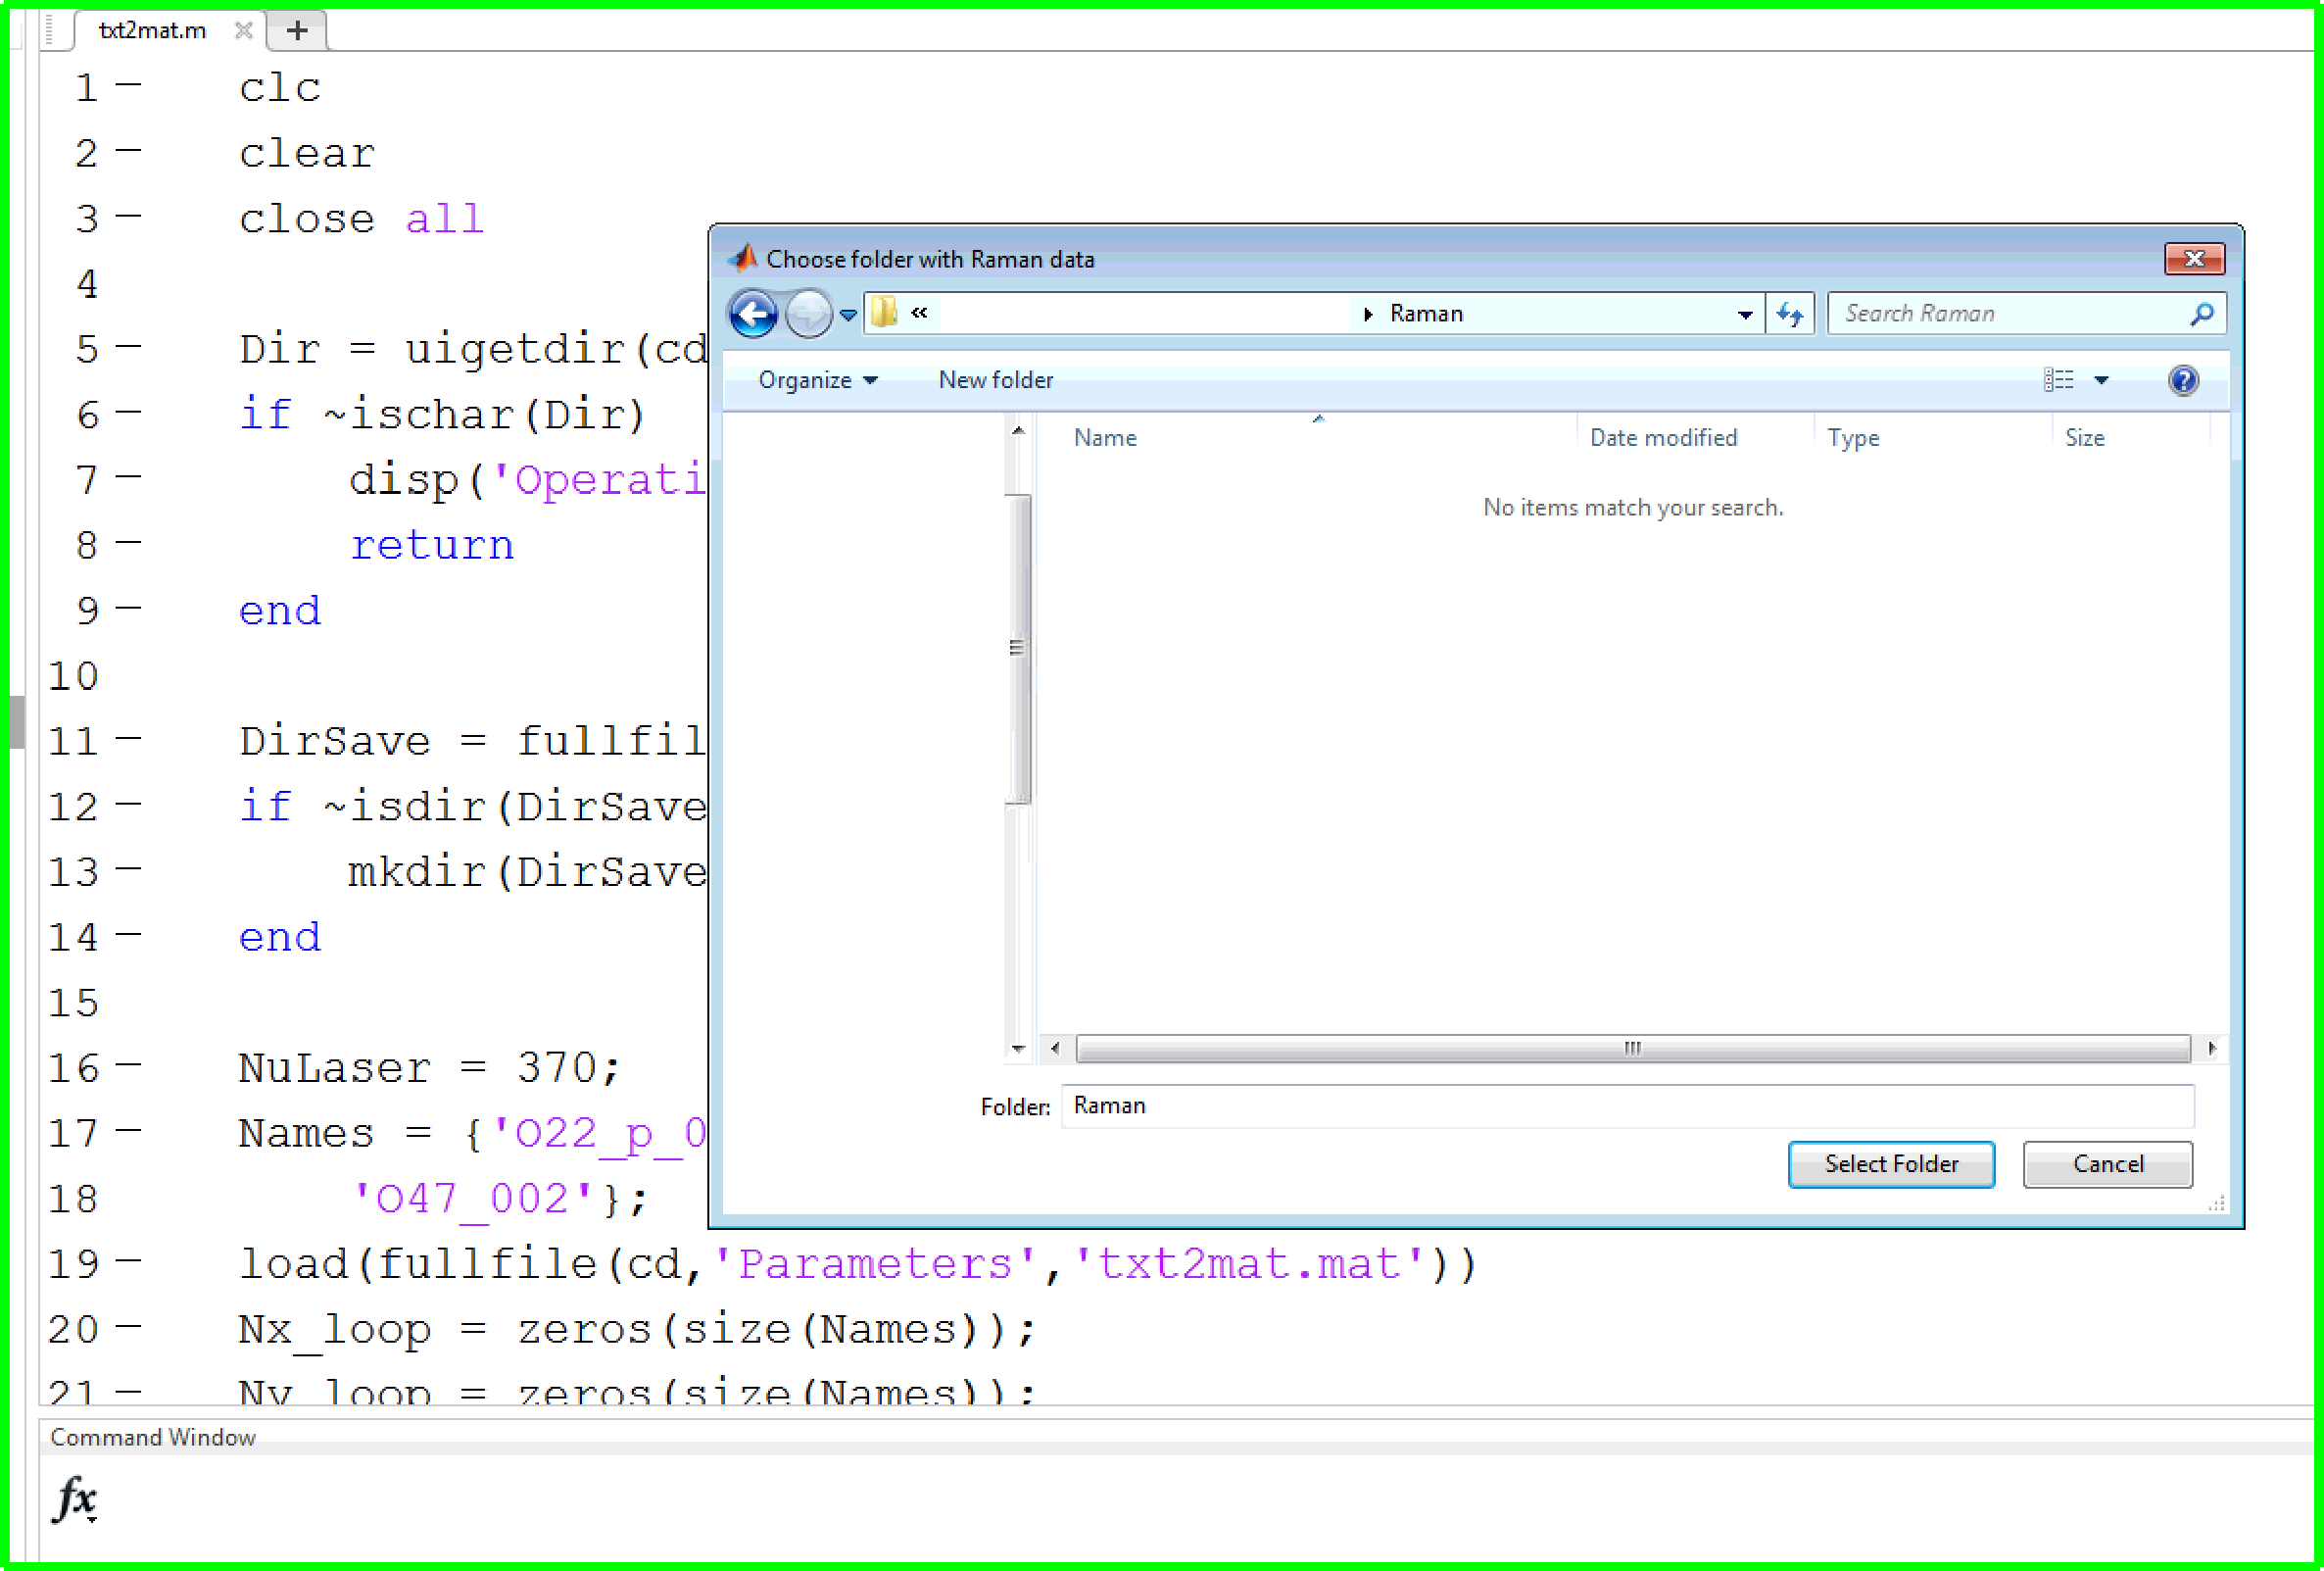 txt2mat.m
1 clc
2 clear
3 close all
4
5 Dir = uigetdir(cd
6 if ~ischar(Dir)
7 disp('Operati
8 return
9 end
10
11 DirSave = fullfil
12 if ~isdir(DirSave
13 mkdir(DirSave
14 end
15
16 NuLaser = 370;
17 Names = {'O22_p_0
18 'O47_002'};
19 load(fullfile(cd,'Parameters','txt2mat.mat'))
20 Nx_loop = zeros(size(Names));
21 Ny_loop = zeros(size(Names));
Choose folder with Raman data
« Raman
Search Raman
Organize New folder
Name Date modified Type Size
No items match your search.
Folder: Raman
Select Folder Cancel
Command Window
fx